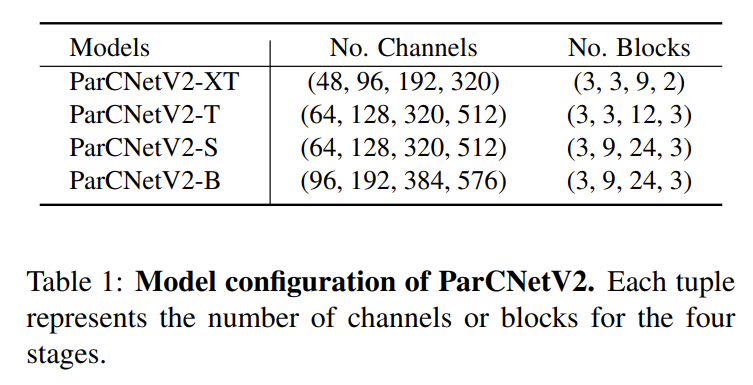 Models No. Channels No. Blocks
ParCNetV2-XT (48, 96, 192, 320) (3, 3, 9, 2)
ParCNetV2-T (64, 128, 320, 512) (3, 3, 12, 3)
ParCNetV2-S (64, 128, 320, 512) (3, 9, 24, 3)
ParCNetV2-B (96, 192, 384, 576) (3, 9, 24, 3)
Table 1: Model configuration of ParCNetV2. Each tuple
represents the number of channels or blocks for the four
stages.